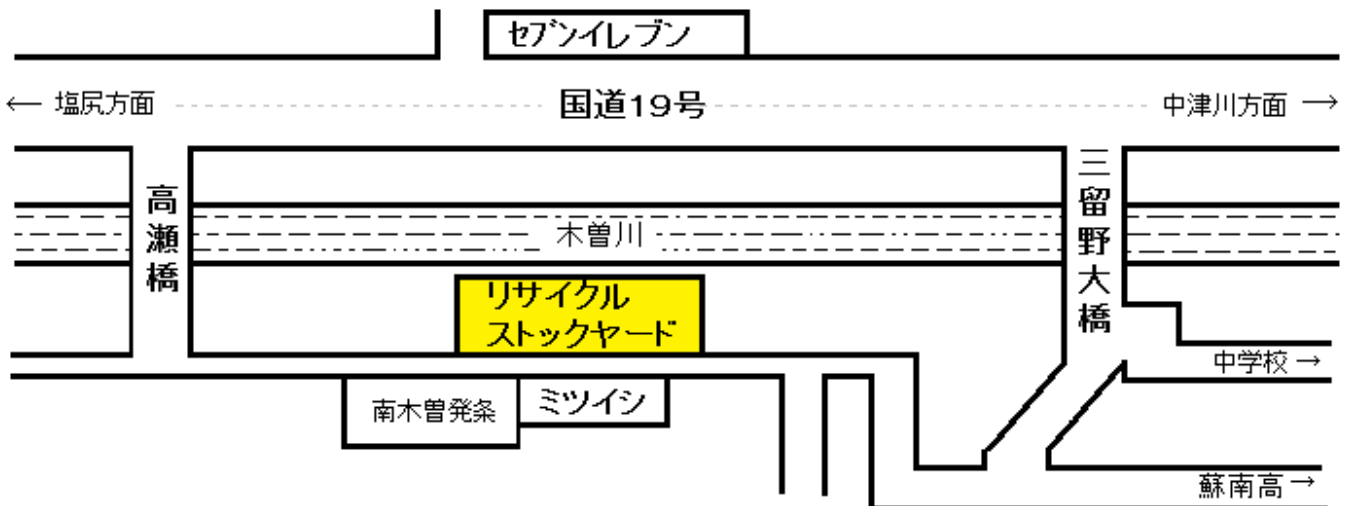 セブンイレブン
← 塩尻方面
国道19号
中津川方面 →
高瀬橋
三留野大橋
木曽川
リサイクル
ストックヤード
中学校→
南木曽発条
ミツイシ
蘇南高→